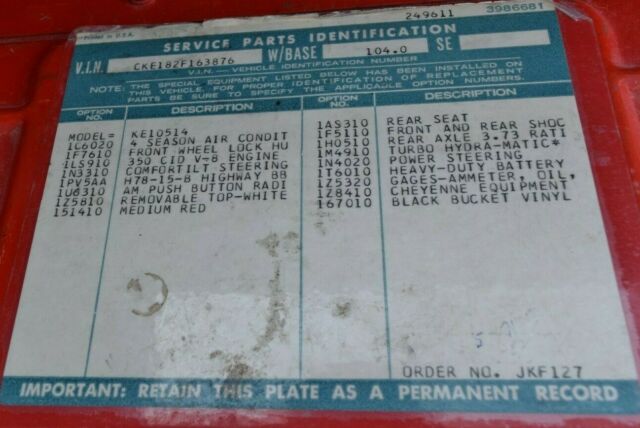 249611 3986681
Printed in U.S.A.
SERVICE PARTS IDENTIFICATION
V.I.N. CKE182F163876 W/BASE 104.0 SE
V.I.N. — VEHICLE IDENTIFICATION NUMBER
NOTE: THE SPECIAL EQUIPMENT LISTED BELOW HAS BEEN INSTALLED ON
THIS VEHICLE. FOR PROPER IDENTIFICATION OF REPLACEMENT
PARTS BE SURE TO SPECIFY THE APPLICABLE OPTION NUMBERS.
OPTION NO. DESCRIPTION
MODEL= KE10514
1C6020 4 SEASON AIR CONDIT
1F7610 FRONT WHEEL LOCK HU
1LS910 350 CID V-8 ENGINE
1N3310 COMFORTILT STEERING
1PV5AA H78-15-B HIGHWAY BB
1U6310 AM PUSH BUTTON RADI
1Z5810 REMOVABLE TOP-WHITE
151410 MEDIUM RED
OPTION NO. DESCRIPTION
1AS310 REAR SEAT
1F5110 FRONT AND REAR SHOC
1H0510 REAR AXLE 3.73 RATI
1M4910 TURBO HYDRA-MATIC*
1N4020 POWER STEERING
1T6010 HEAVY-DUTY BATTERY
1Z5320 GAGES-AMMETER, OIL,
1Z8410 CHEYENNE EQUIPMENT
167010 BLACK BUCKET VINYL
ORDER NO. JKF127
IMPORTANT: RETAIN THIS PLATE AS A PERMANENT RECORD